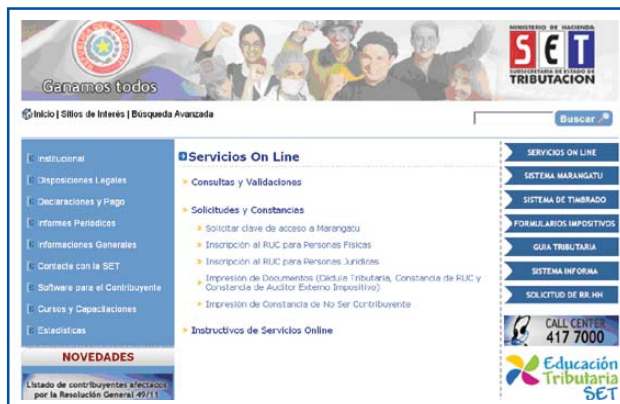 REPUBLICA DEL PARAGUAY
Ganamos todos
MINISTERIO DE HACIENDA
SET
SUBSECRETARIA DE ESTADO DE
TRIBUTACION
Inicio | Sitios de Interés | Búsqueda Avanzada
Buscar
Institucional
Disposiciones Legales
Declaraciones y Pago
Informes Periódicos
Informaciones Generales
Contacte con la SET
Software para el Contribuyente
Cursos y Capacitaciones
Estadísticas
NOVEDADES
Listado de contribuyentes afectados
por la Resolución General 49/11
Servicios On Line
Consultas y Validaciones
Solicitudes y Constancias
Solicitar clave de acceso a Marangatu
Inscripción al RUC para Personas Físicas
Inscripción al RUC para Personas Jurídicas
Impresión de Documentos (Cédula Tributaria, Constancia de RUC y
Constancia de Auditor Externo Impositivo)
Impresión de Constancia de No Ser Contribuyente
Instructivos de Servicios Online
SERVICIOS ON LINE
SISTEMA MARANGATU
SISTEMA DE TIMBRADO
FORMULARIOS IMPOSITIVOS
GUIA TRIBUTARIA
SISTEMA INFORMA
SOLICITUD DE RR.HH
CALL CENTER
417 7000
Educación
Tributaria
SET